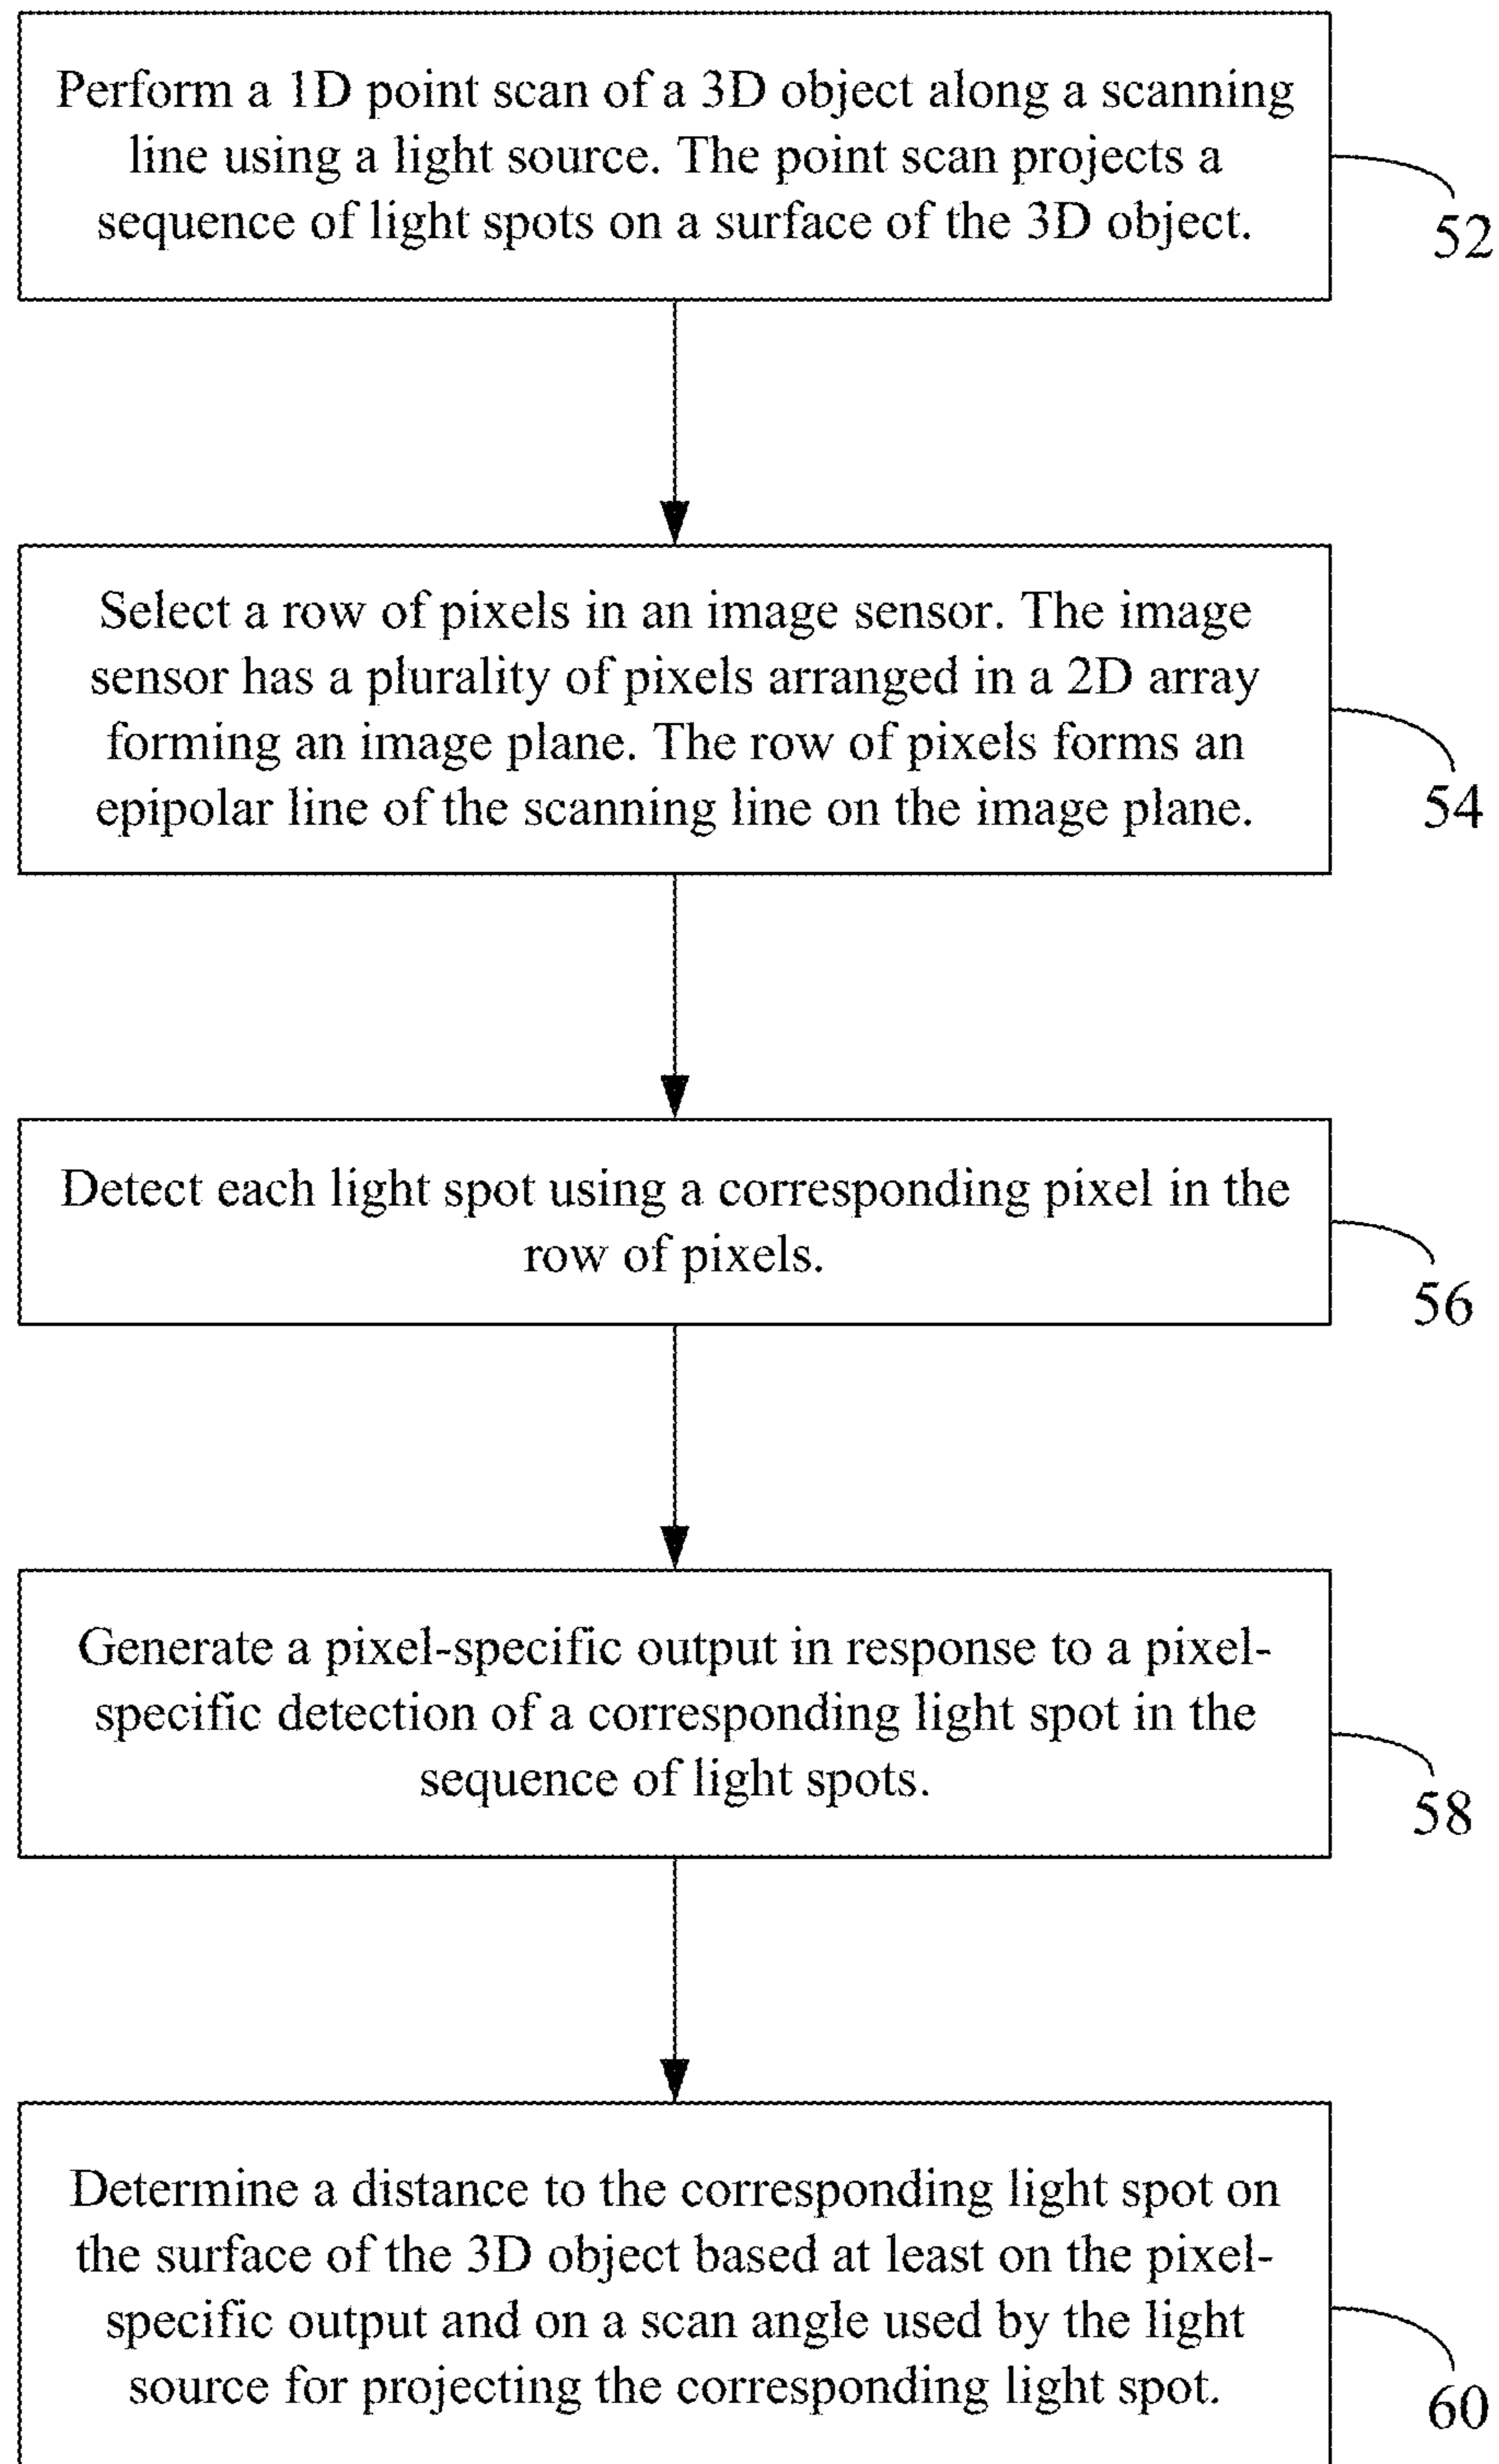 Perform a 1D point scan of a 3D object along a scanning
line using a light source. The point scan projects a
sequence of light spots on a surface of the 3D object.
52
Select a row of pixels in an image sensor. The image
sensor has a plurality of pixels arranged in a 2D array
forming an image plane. The row of pixels forms an
epipolar line of the scanning line on the image plane.
54
Detect each light spot using a corresponding pixel in the
row of pixels.
56
Generate a pixel-specific output in response to a pixel-
specific detection of a corresponding light spot in the
sequence of light spots.
58
Determine a distance to the corresponding light spot on
the surface of the 3D object based at least on the pixel-
specific output and on a scan angle used by the light
source for projecting the corresponding light spot.
60